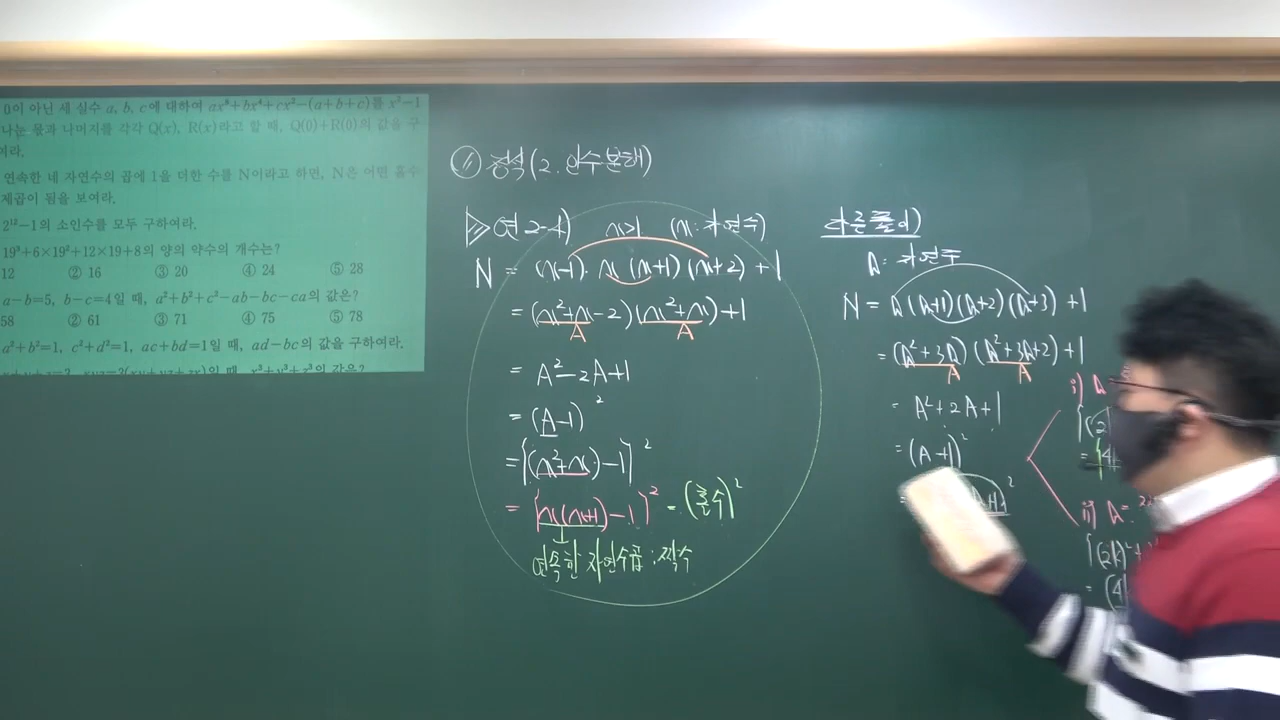 0이 아닌 세 실수 a, b, c에 대하여 ax⁸+bx⁴+cx²-(a+b+c)를 x²-1
나눈 몫과 나머지를 각각 Q(x), R(x)라고 할 때, Q(0)+R(0)의 값을 구
여라.
연속한 네 자연수의 곱에 1을 더한 수를 N이라고 하면, N은 어떤 홀수
제곱이 됨을 보여라.
2¹²-1의 소인수를 모두 구하여라.
19³+6×19²+12×19+8의 양의 약수의 개수는?
12 ② 16 ③ 20 ④ 24 ⑤ 28
a-b=5, b-c=4일 때, a²+b²+c²-ab-bc-ca의 값은?
58 ② 61 ③ 71 ④ 75 ⑤ 78
a²+b²=1, c²+d²=1, ac+bd=1일 때, ad-bc의 값을 구하여라.
정석(2. 인수분해)
연 2-4) n>1 (n: 자연수)
N = (n-1)·n(n+1)(n+2)+1
= (n²+n-2)(n²+n)+1
A A
= A²-2A+1
= (A-1)²
= {(n²+n)-1}²
= {n(n+1)-1}² = (홀수)²
연속한 자연수곱 : 짝수
다른풀이)
a: 자연수
N = a(a+1)(a+2)(a+3)+1
= (a²+3a)(a²+3a+2)+1
A A
= A²+2A+1
= (A+1)²
i) a
ii) a=